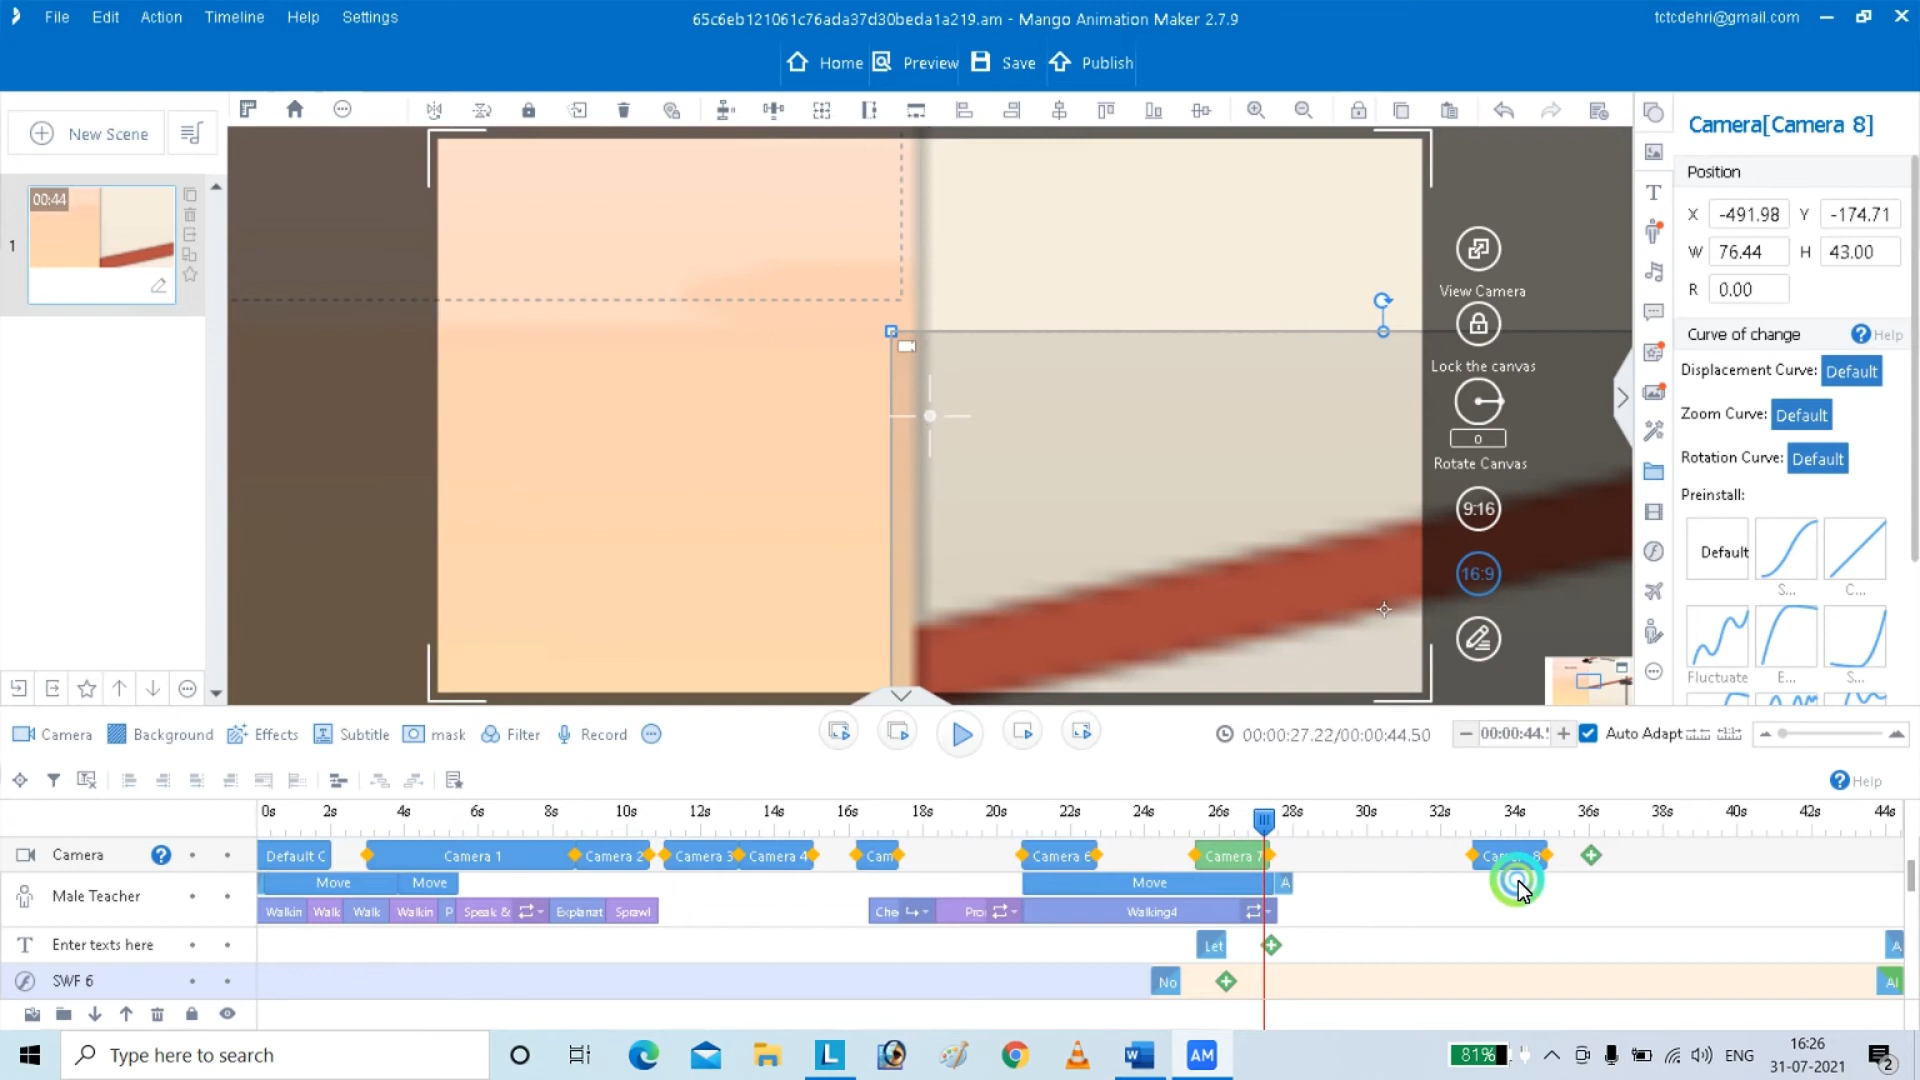 File Edit Action Timeline Help Settings
65c6eb121061c76ada37d30beda1a219.am - Mango Animation Maker 2.7.9
tctcdehri@gmail.com
Home Preview Save Publish
New Scene
00:44
1
View Camera
Lock the canvas
0
Rotate Canvas
9:16
16:9
Camera[Camera 8]
Position
X -491.98 Y -174.71
W 76.44 H 43.00
R 0.00
Curve of change Help
Displacement Curve: Default
Zoom Curve: Default
Rotation Curve: Default
Preinstall:
Default
S... C...
Fluctuate E... S...
Camera Background Effects Subtitle mask Filter Record
00:00:27.22/00:00:44.50
00:00:44.
Auto Adapt
Help
0s 2s 4s 6s 8s 10s 12s 14s 16s 18s 20s 22s 24s 26s 28s 30s 32s 34s 36s 38s 40s 42s 44s
Camera Default C Camera 1 Camera 2 Camera 3 Camera 4 Cam Camera 6 Camera 7
Move Move Move A
Male Teacher
Walkin Walk Walk Walkin P Speak & Explanat Sprawl Che Pro Walking4
Enter texts here Let A
SWF 6 No Al
Type here to search
L
AM
81%
ENG
16:26
31-07-2021
2